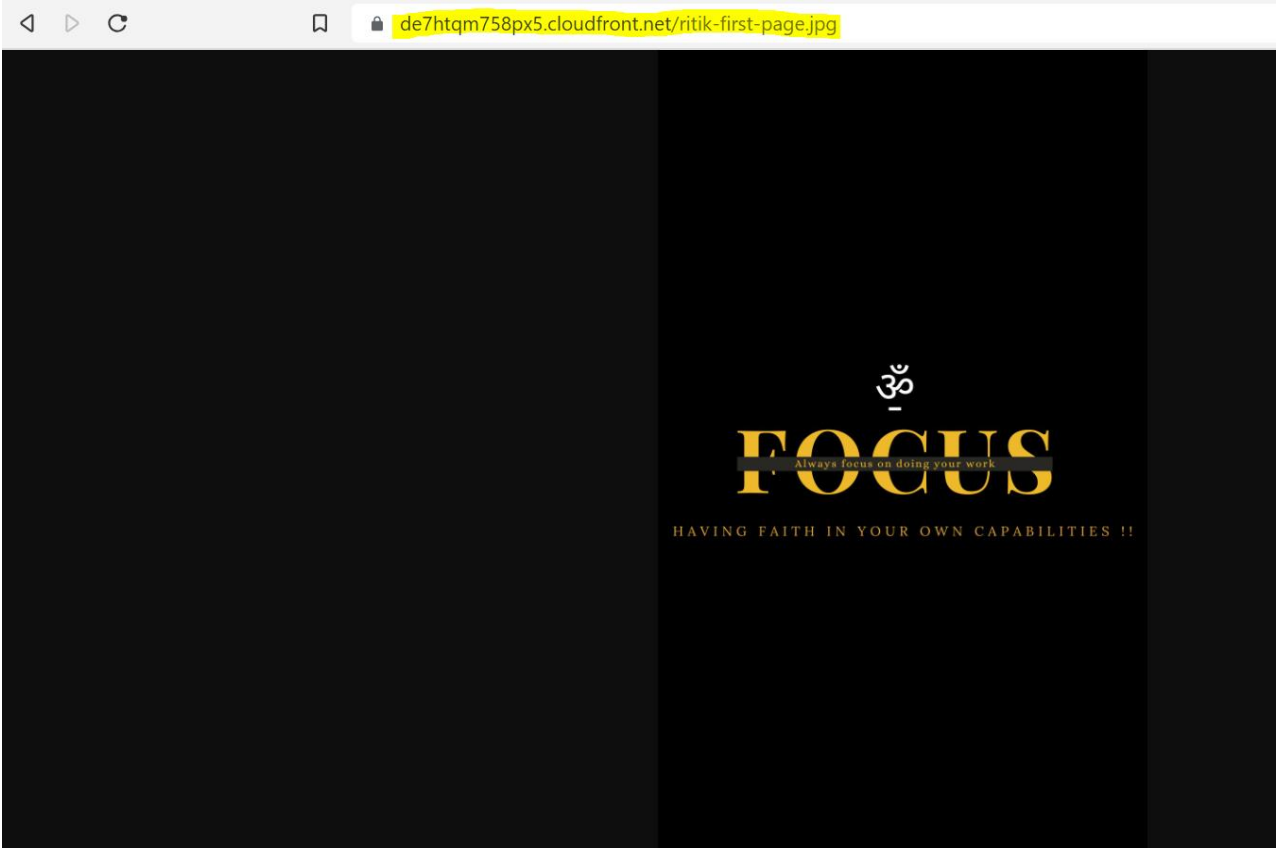 de7htqm758px5.cloudfront.net/ritik-first-page.jpg
ॐ
FOCUS
Always focus on doing your work
HAVING FAITH IN YOUR OWN CAPABILITIES !!